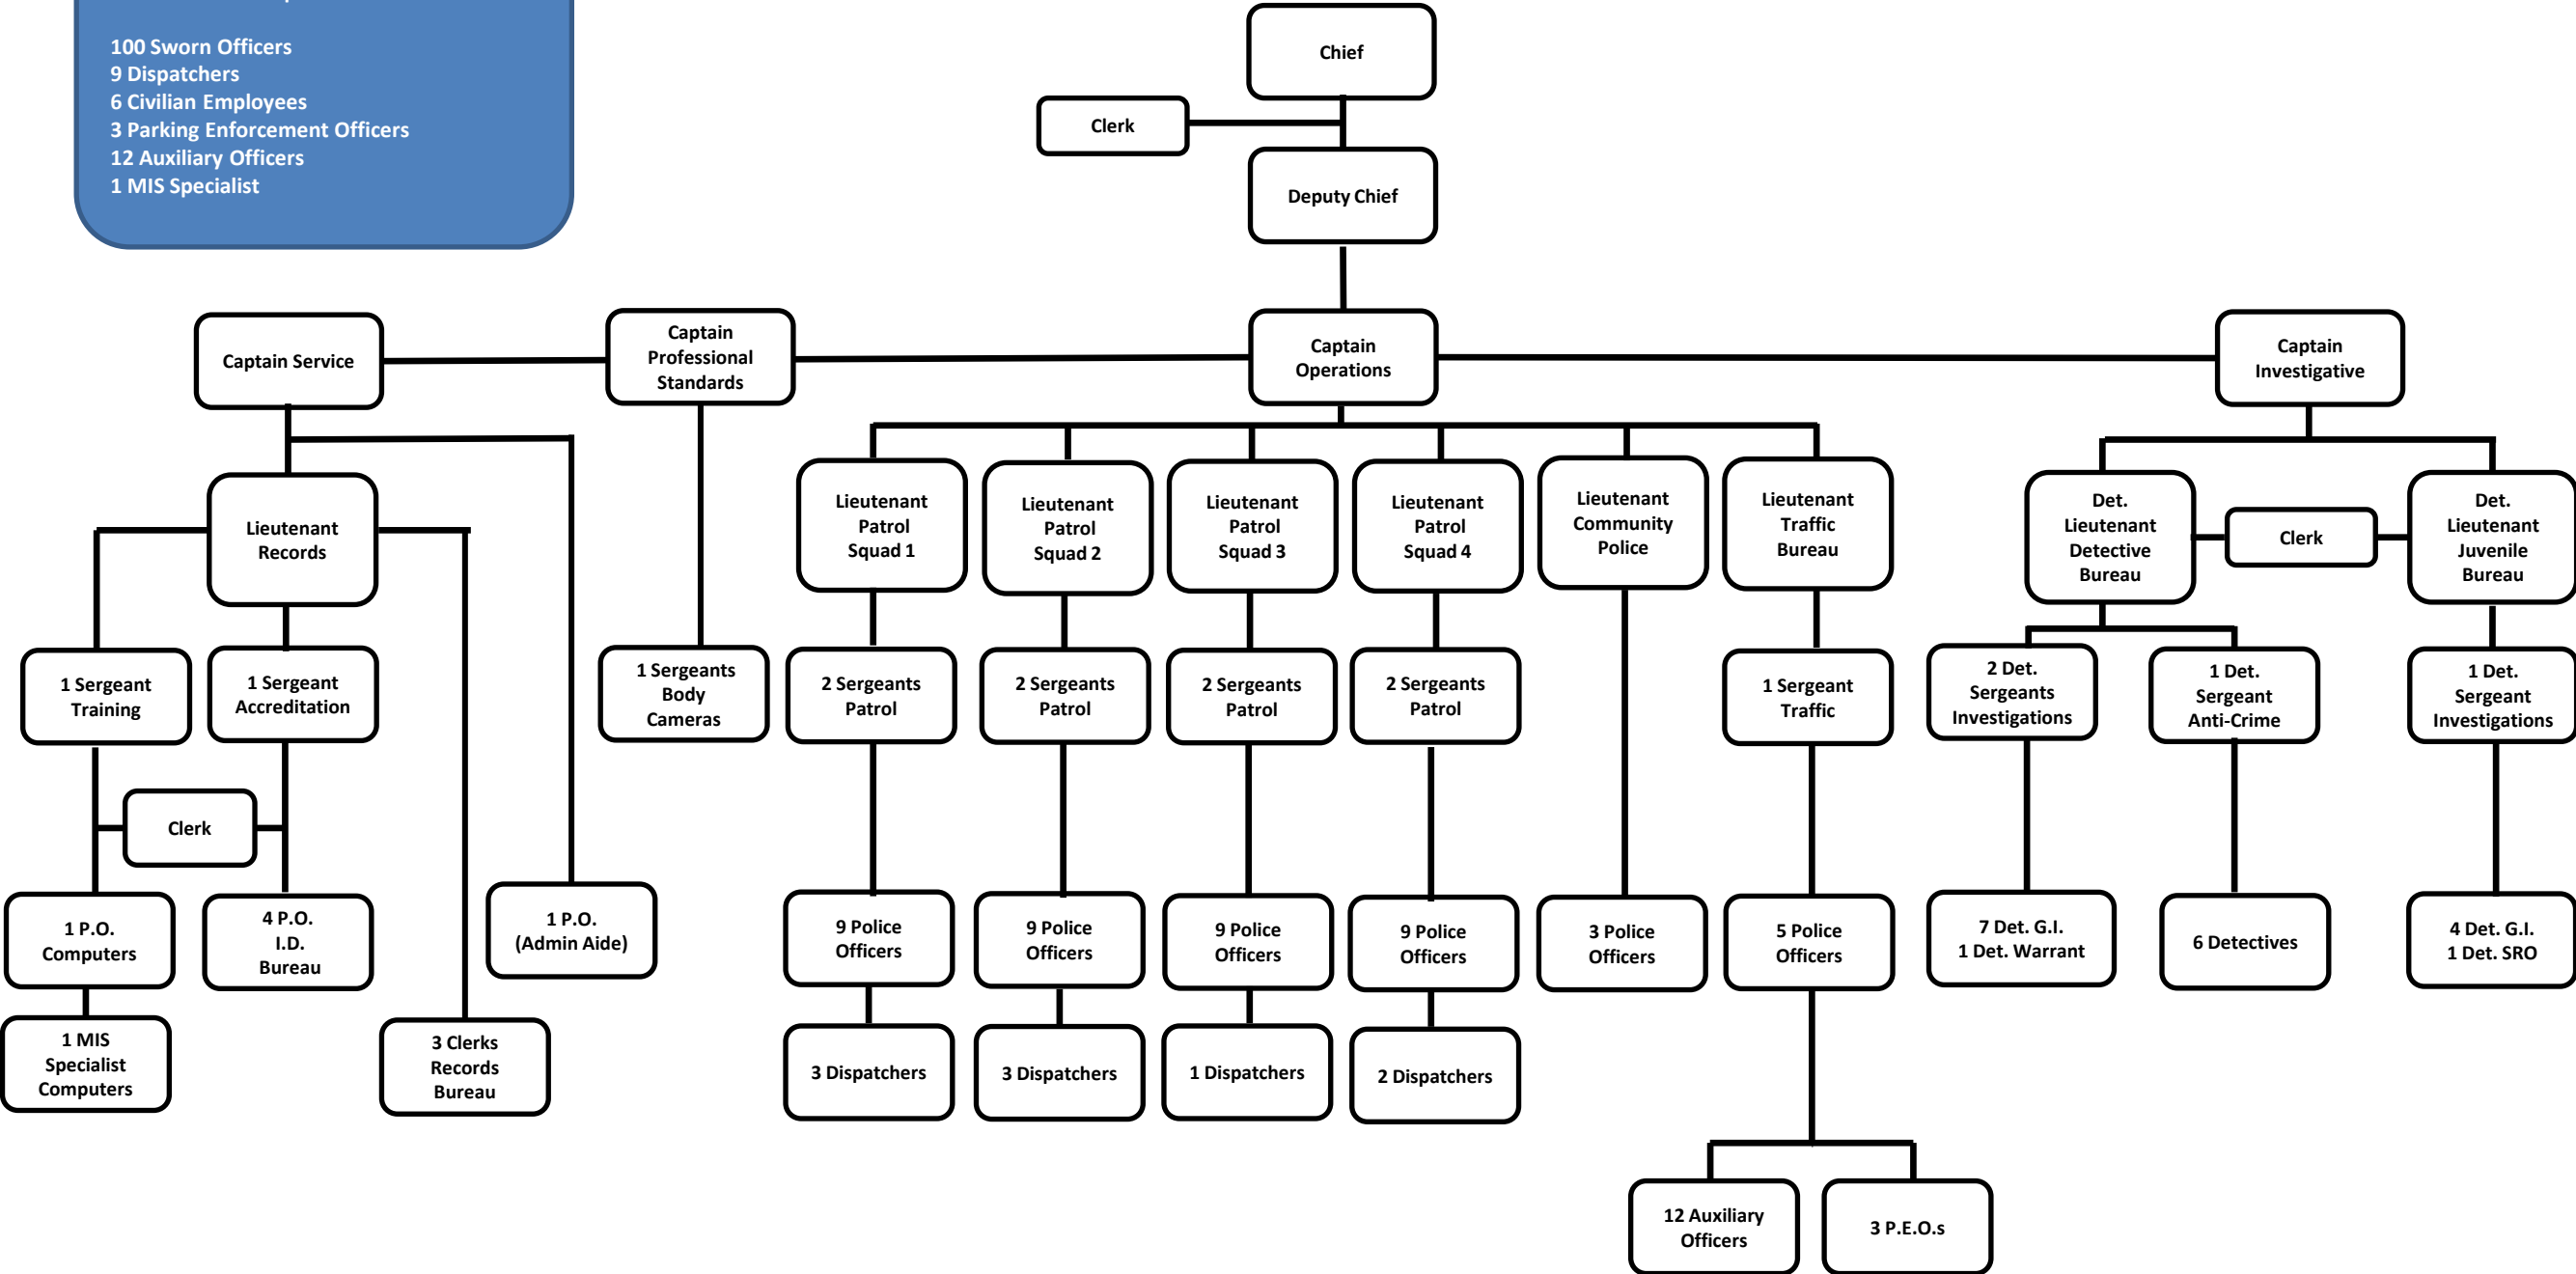 100 Sworn Officers
9 Dispatchers
6 Civilian Employees
3 Parking Enforcement Officers
12 Auxiliary Officers
1 MIS Specialist
Chief
Clerk
Deputy Chief
Captain Service
Captain
Professional
Standards
Captain
Operations
Captain
Investigative
Lieutenant
Records
Lieutenant
Patrol
Squad 1
Lieutenant
Patrol
Squad 2
Lieutenant
Patrol
Squad 3
Lieutenant
Patrol
Squad 4
Lieutenant
Community
Police
Lieutenant
Traffic
Bureau
Det.
Lieutenant
Detective
Bureau
Clerk
Det.
Lieutenant
Juvenile
Bureau
1 Sergeant
Training
1 Sergeant
Accreditation
1 Sergeants
Body
Cameras
2 Sergeants
Patrol
2 Sergeants
Patrol
2 Sergeants
Patrol
2 Sergeants
Patrol
1 Sergeant
Traffic
2 Det.
Sergeants
Investigations
1 Det.
Sergeant
Anti-Crime
1 Det.
Sergeant
Investigations
Clerk
1 P.O.
Computers
4 P.O.
I.D.
Bureau
1 P.O.
(Admin Aide)
9 Police
Officers
9 Police
Officers
9 Police
Officers
9 Police
Officers
3 Police
Officers
5 Police
Officers
7 Det. G.I.
1 Det. Warrant
6 Detectives
4 Det. G.I.
1 Det. SRO
1 MIS
Specialist
Computers
3 Clerks
Records
Bureau
3 Dispatchers
3 Dispatchers
1 Dispatchers
2 Dispatchers
12 Auxiliary
Officers
3 P.E.O.s